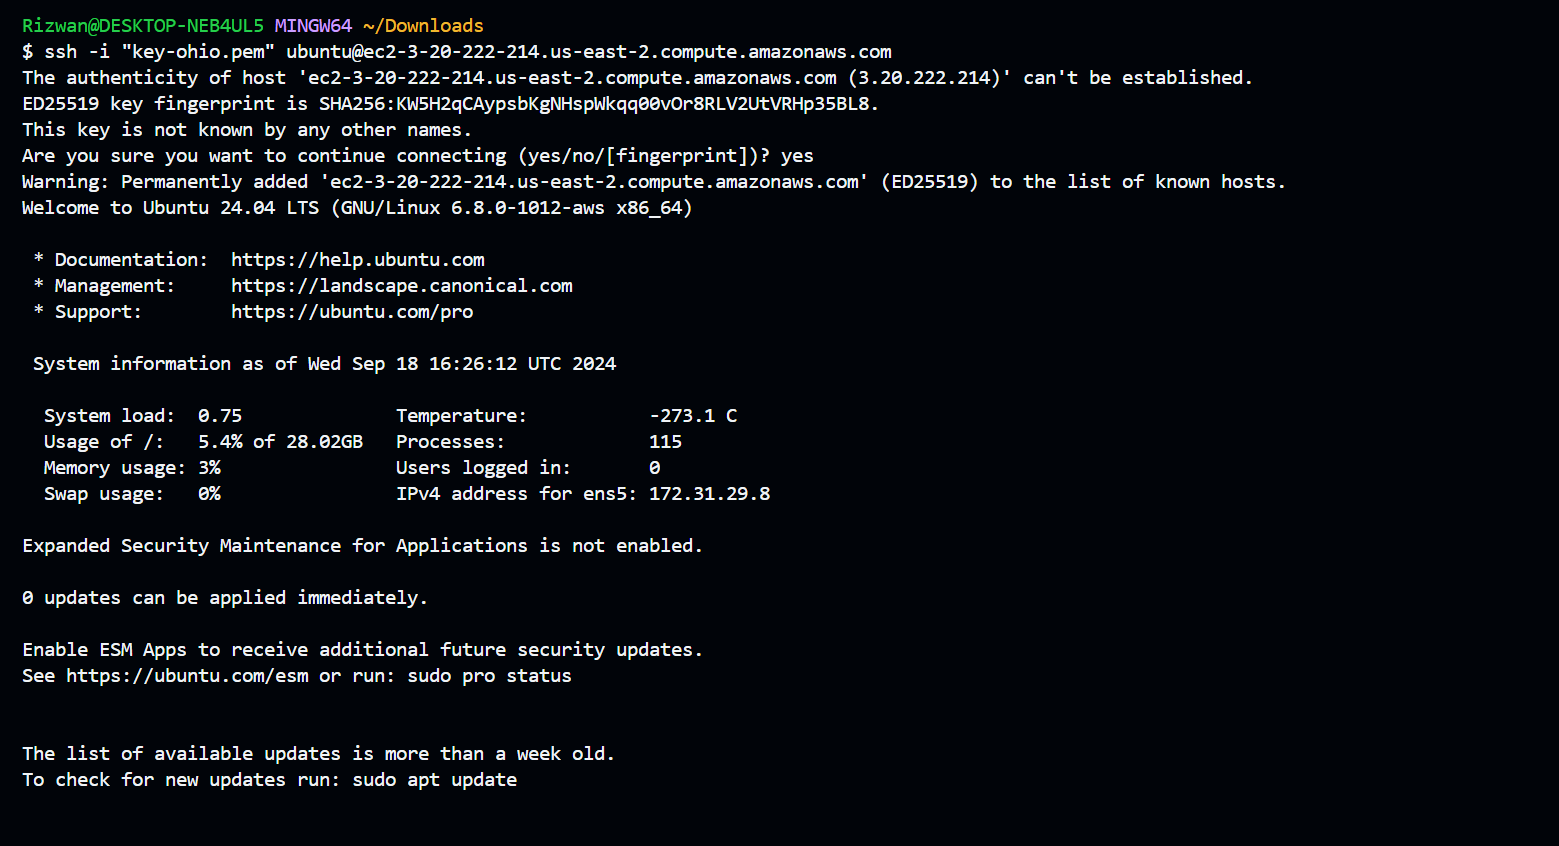 Rizwan@DESKTOP-NEB4UL5 MINGW64 ~/Downloads
$ ssh -i "key-ohio.pem" ubuntu@ec2-3-20-222-214.us-east-2.compute.amazonaws.com
The authenticity of host 'ec2-3-20-222-214.us-east-2.compute.amazonaws.com (3.20.222.214)' can't be established.
ED25519 key fingerprint is SHA256:KW5H2qCAypsbKgNHspWkqq00vOr8RLV2UtVRHp35BL8.
This key is not known by any other names.
Are you sure you want to continue connecting (yes/no/[fingerprint])? yes
Warning: Permanently added 'ec2-3-20-222-214.us-east-2.compute.amazonaws.com' (ED25519) to the list of known hosts.
Welcome to Ubuntu 24.04 LTS (GNU/Linux 6.8.0-1012-aws x86_64)

 * Documentation:  https://help.ubuntu.com
 * Management:     https://landscape.canonical.com
 * Support:        https://ubuntu.com/pro

 System information as of Wed Sep 18 16:26:12 UTC 2024

  System load:  0.75              Temperature:           -273.1 C
  Usage of /:   5.4% of 28.02GB   Processes:             115
  Memory usage: 3%                Users logged in:       0
  Swap usage:   0%                IPv4 address for ens5: 172.31.29.8

Expanded Security Maintenance for Applications is not enabled.

0 updates can be applied immediately.

Enable ESM Apps to receive additional future security updates.
See https://ubuntu.com/esm or run: sudo pro status


The list of available updates is more than a week old.
To check for new updates run: sudo apt update